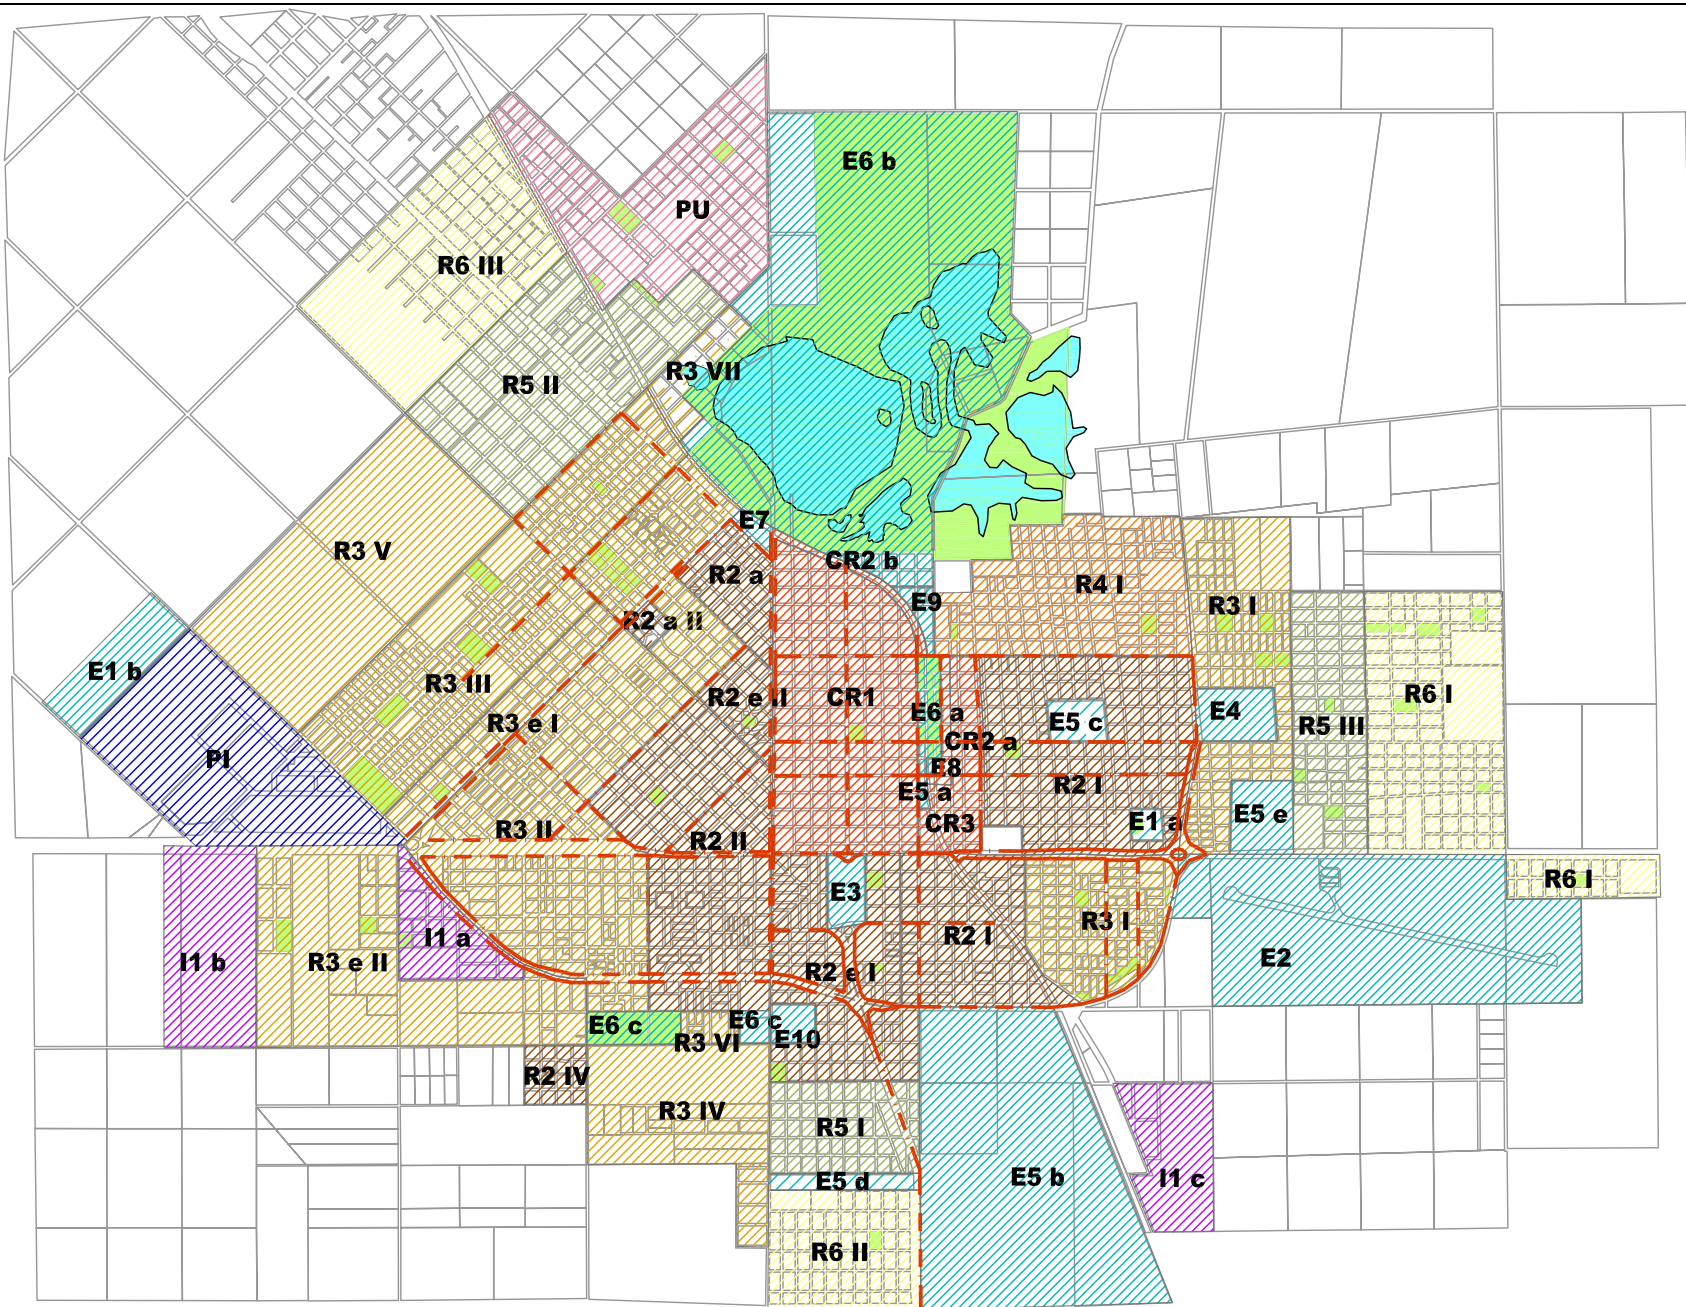 E6 b
PU
R6 III
R3 VII
R5 II
E7
R3 V
CR2 b
R2 a
R4 I
E9
R3 I
R2 a II
E1 b
R3 III
R2 e II
CR1
R6 I
E6 a
E4
R3 e I
E5 c
R5 III
CR2 a
PI
E8
R2 I
E5 a
E5 e
CR3
E1 a
R3 II
R2 II
R6 I
E3
R3 I
I1 a
R2 I
E2
I1 b
R3 e II
R2 e I
E6 c
E6 c
E10
R3 VI
R2 IV
R3 IV
R5 I
E5 b
I1 c
E5 d
R6 II